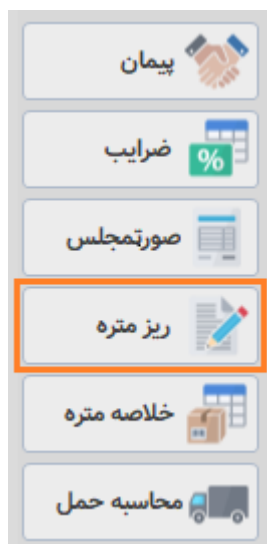 پیمان
ضرایب
%
صورتمجلس
ریز متره
خلاصه متره
محاسبه حمل